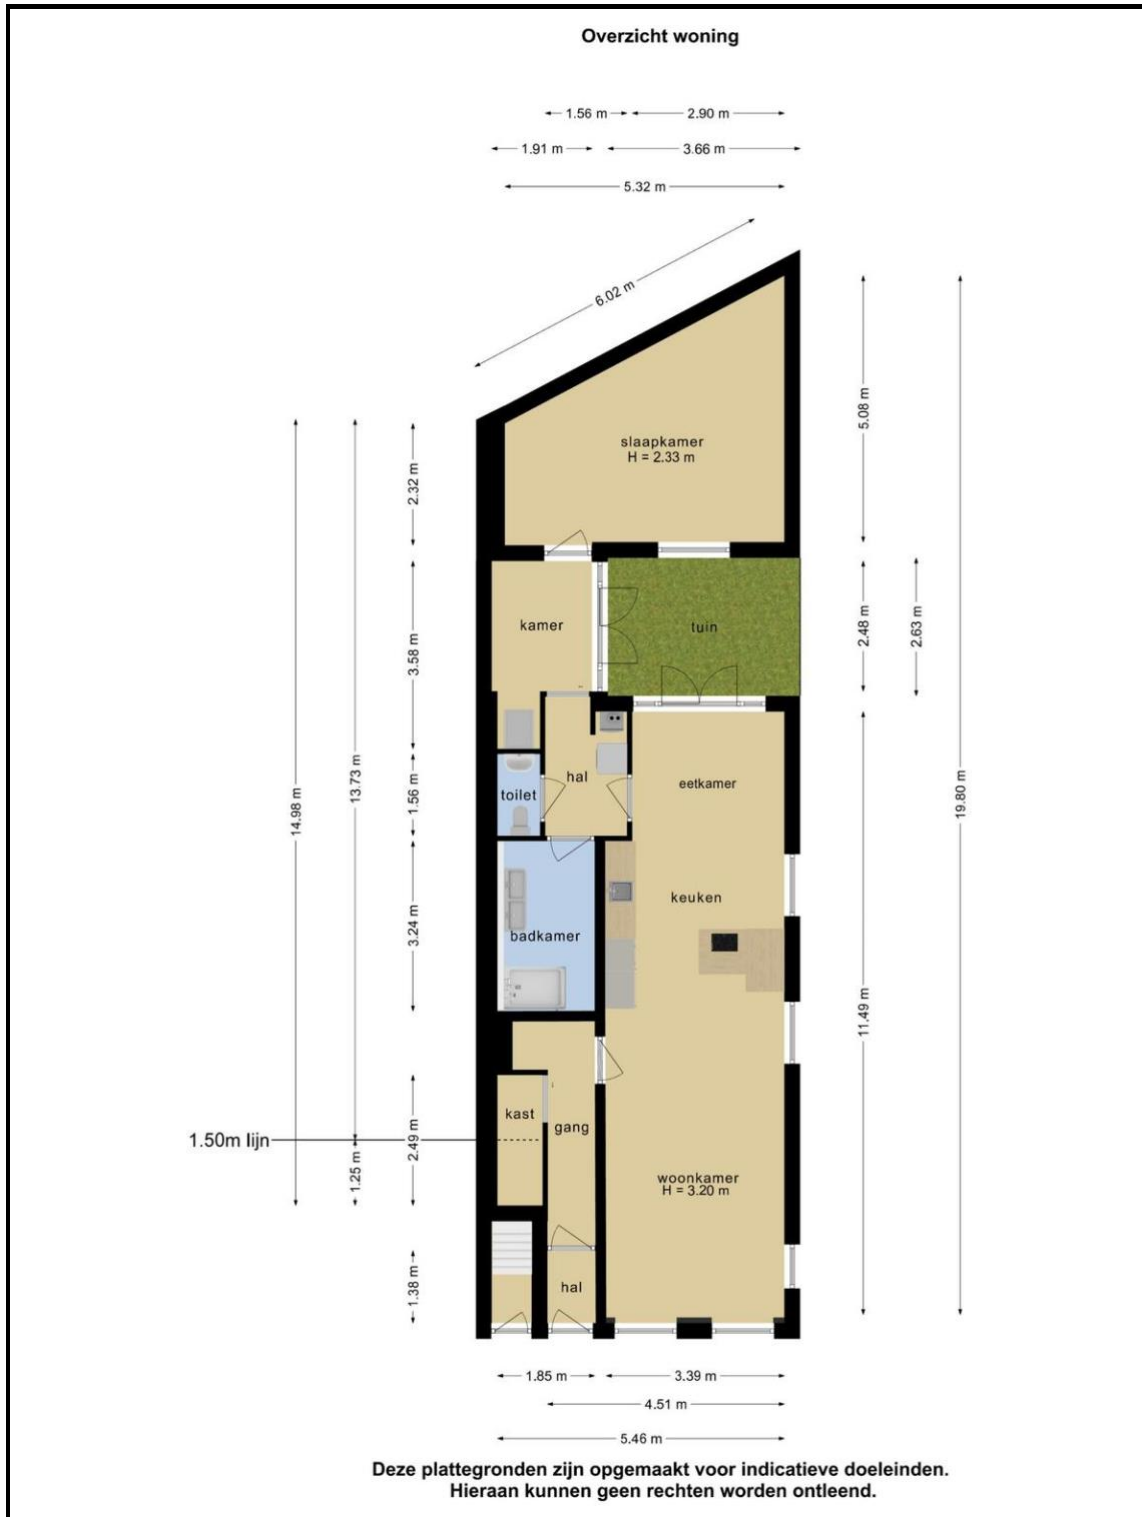 Overzicht woning
1.56 m
2.90 m
1.91 m
3.66 m
5.32 m
6.02 m
5.08 m
slaapkamer
H = 2.33 m
2.32 m
kamer
tuin
3.58 m
2.48 m
2.63 m
hal
eetkamer
toilet
1.56 m
14.98 m
13.73 m
19.80 m
keuken
badkamer
3.24 m
11.49 m
kast
gang
1.50m lijn
2.49 m
1.25 m
woonkamer
H = 3.20 m
hal
1.38 m
1.85 m
3.39 m
4.51 m
5.46 m
Deze plattegronden zijn opgemaakt voor indicatieve doeleinden.
Hieraan kunnen geen rechten worden ontleend.